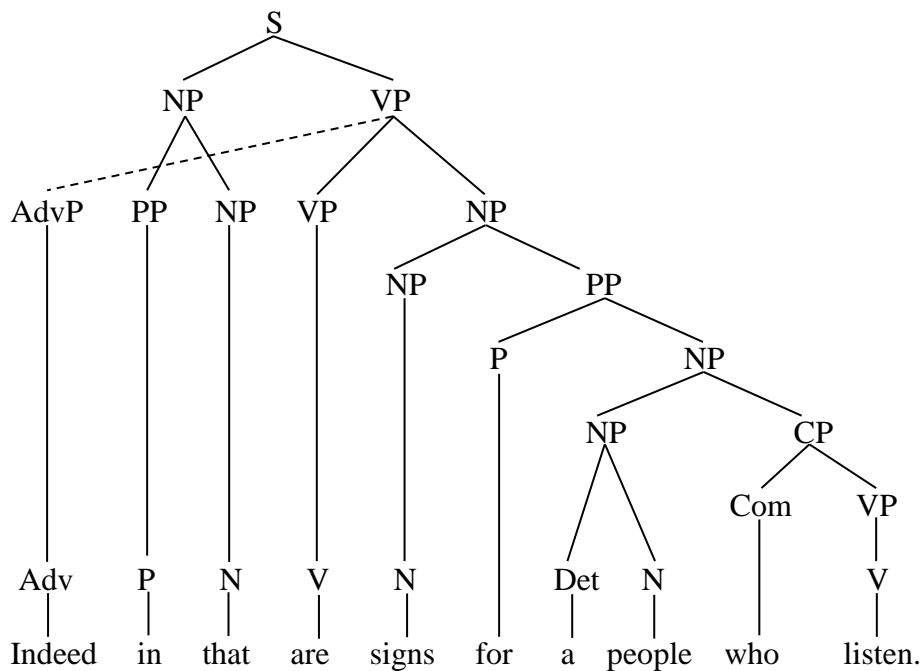 S
NP VP
AdvP PP NP VP NP
NP PP
P NP
NP CP
Com VP
Adv P N V N Det N V
Indeed in that are signs for a people who listen.